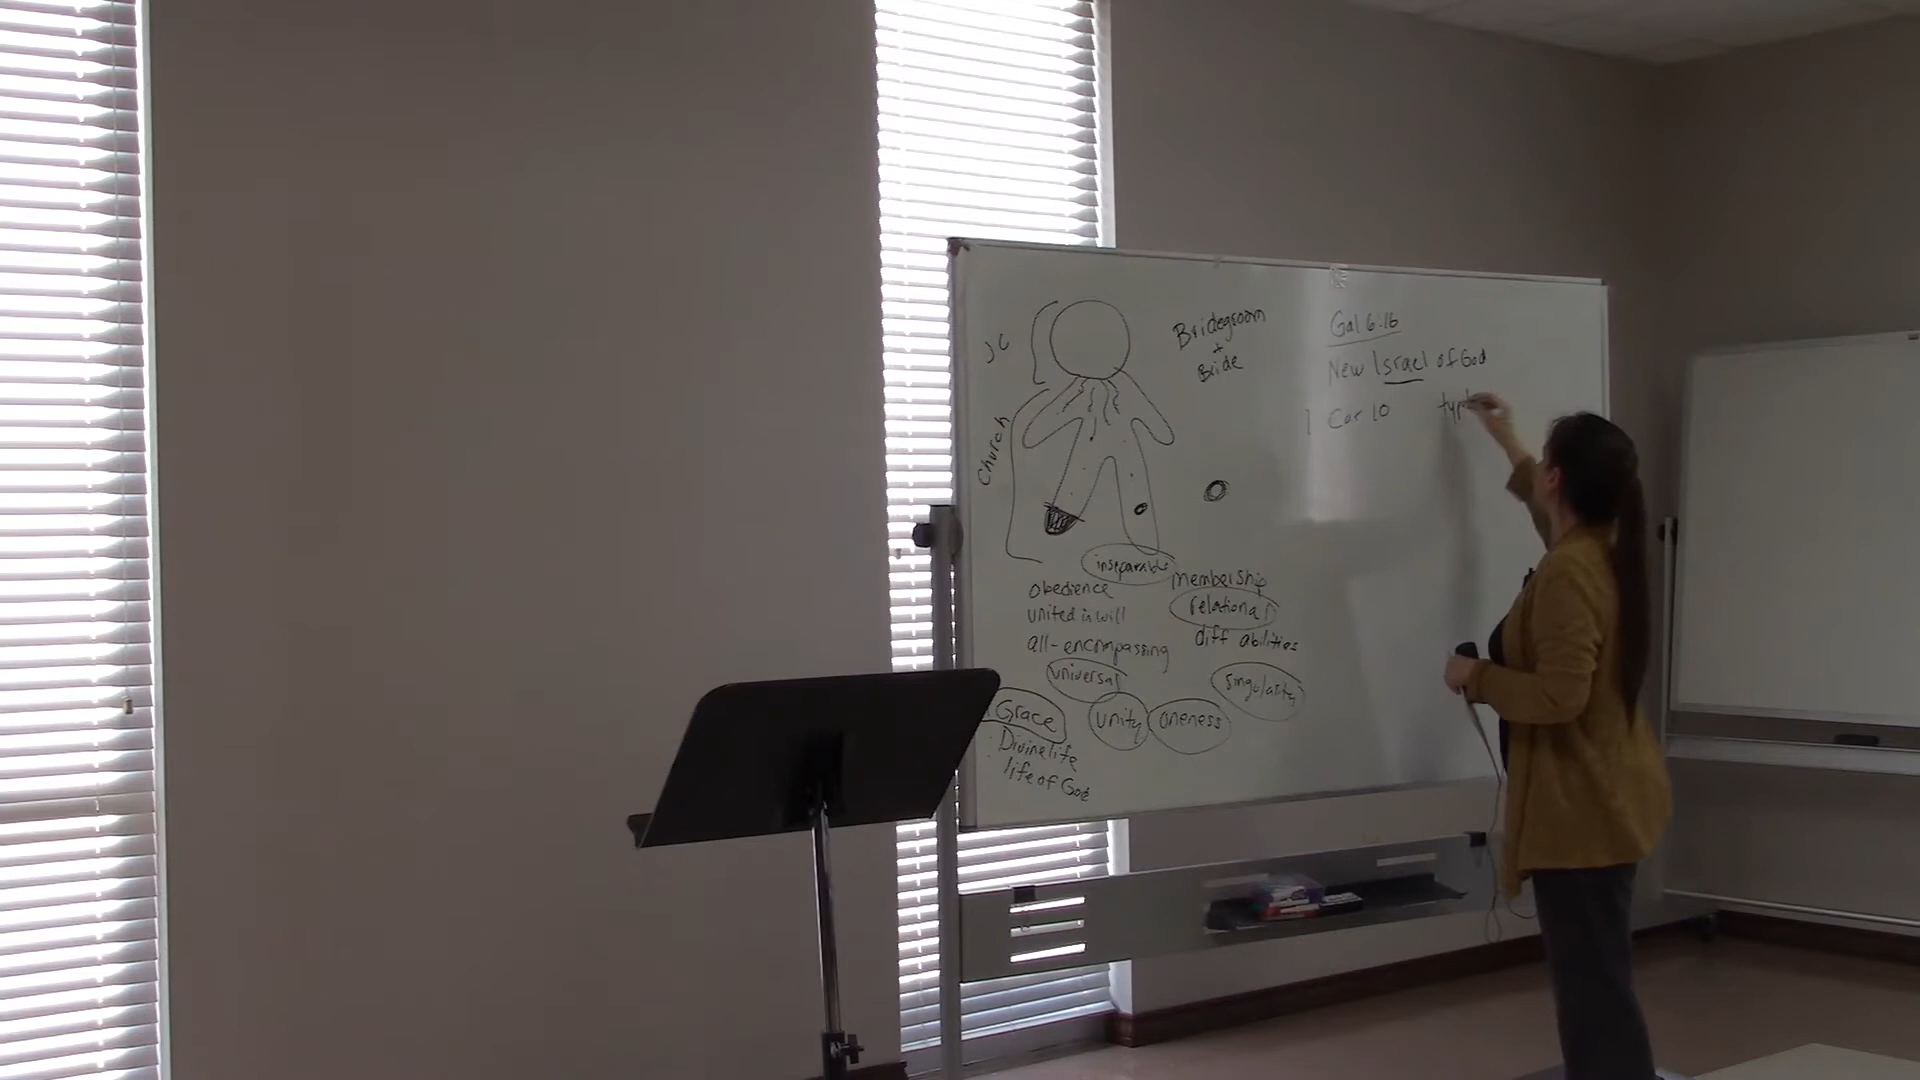 JC
Church
Bridegroom
+
Bride
Gal 6:16
New Israel of God
1 Cor 10
inseparable
obedience
united in will
all-encompassing
universal
membership
relational
diff abilities
singularity
Grace
unity
oneness
Divine life
life of God